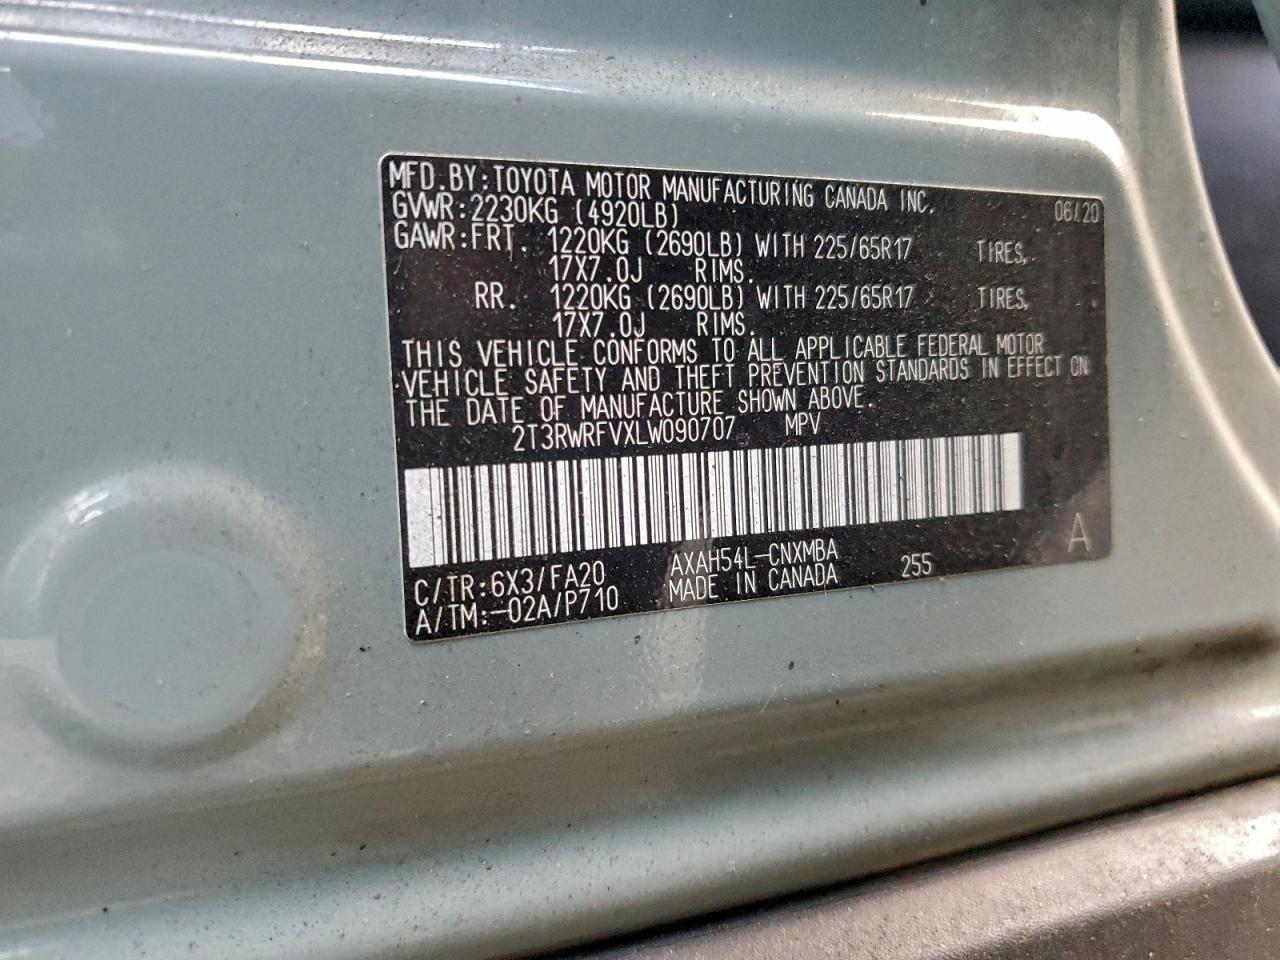 MFD.BY:TOYOTA MOTOR MANUFACTURING CANADA INC. 06/20
GVWR:2230KG (4920LB)
GAWR:FRT. 1220KG (2690LB) WITH 225/65R17 TIRES,
17X7.0J RIMS.
RR. 1220KG (2690LB) WITH 225/65R17 TIRES,
17X7.0J RIMS.
THIS VEHICLE CONFORMS TO ALL APPLICABLE FEDERAL MOTOR
VEHICLE SAFETY AND THEFT PREVENTION STANDARDS IN EFFECT ON
THE DATE OF MANUFACTURE SHOWN ABOVE.
2T3RWRFVXLW090707 MPV
C/TR:6X3/FA20 AXAH54L-CNXMBA 255 A
A/TM:-02A/P710 MADE IN CANADA